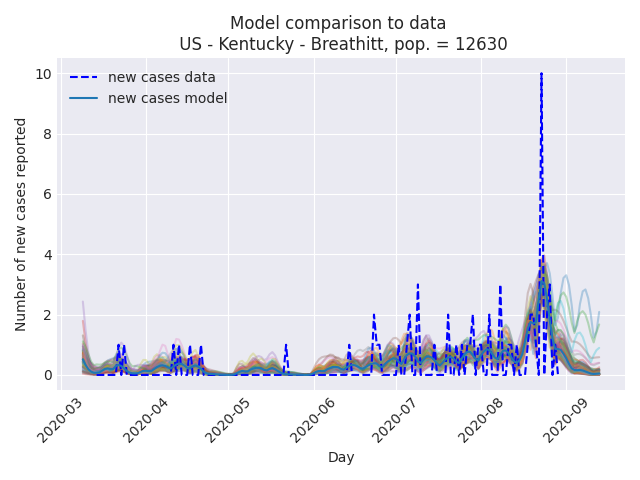 Model comparison to data
US - Kentucky - Breathitt, pop. = 12630
new cases data
new cases model
Number of new cases reported
10
8
6
4
2
0
2020-03
2020-04
2020-05
2020-06
2020-07
2020-08
2020-09
Day